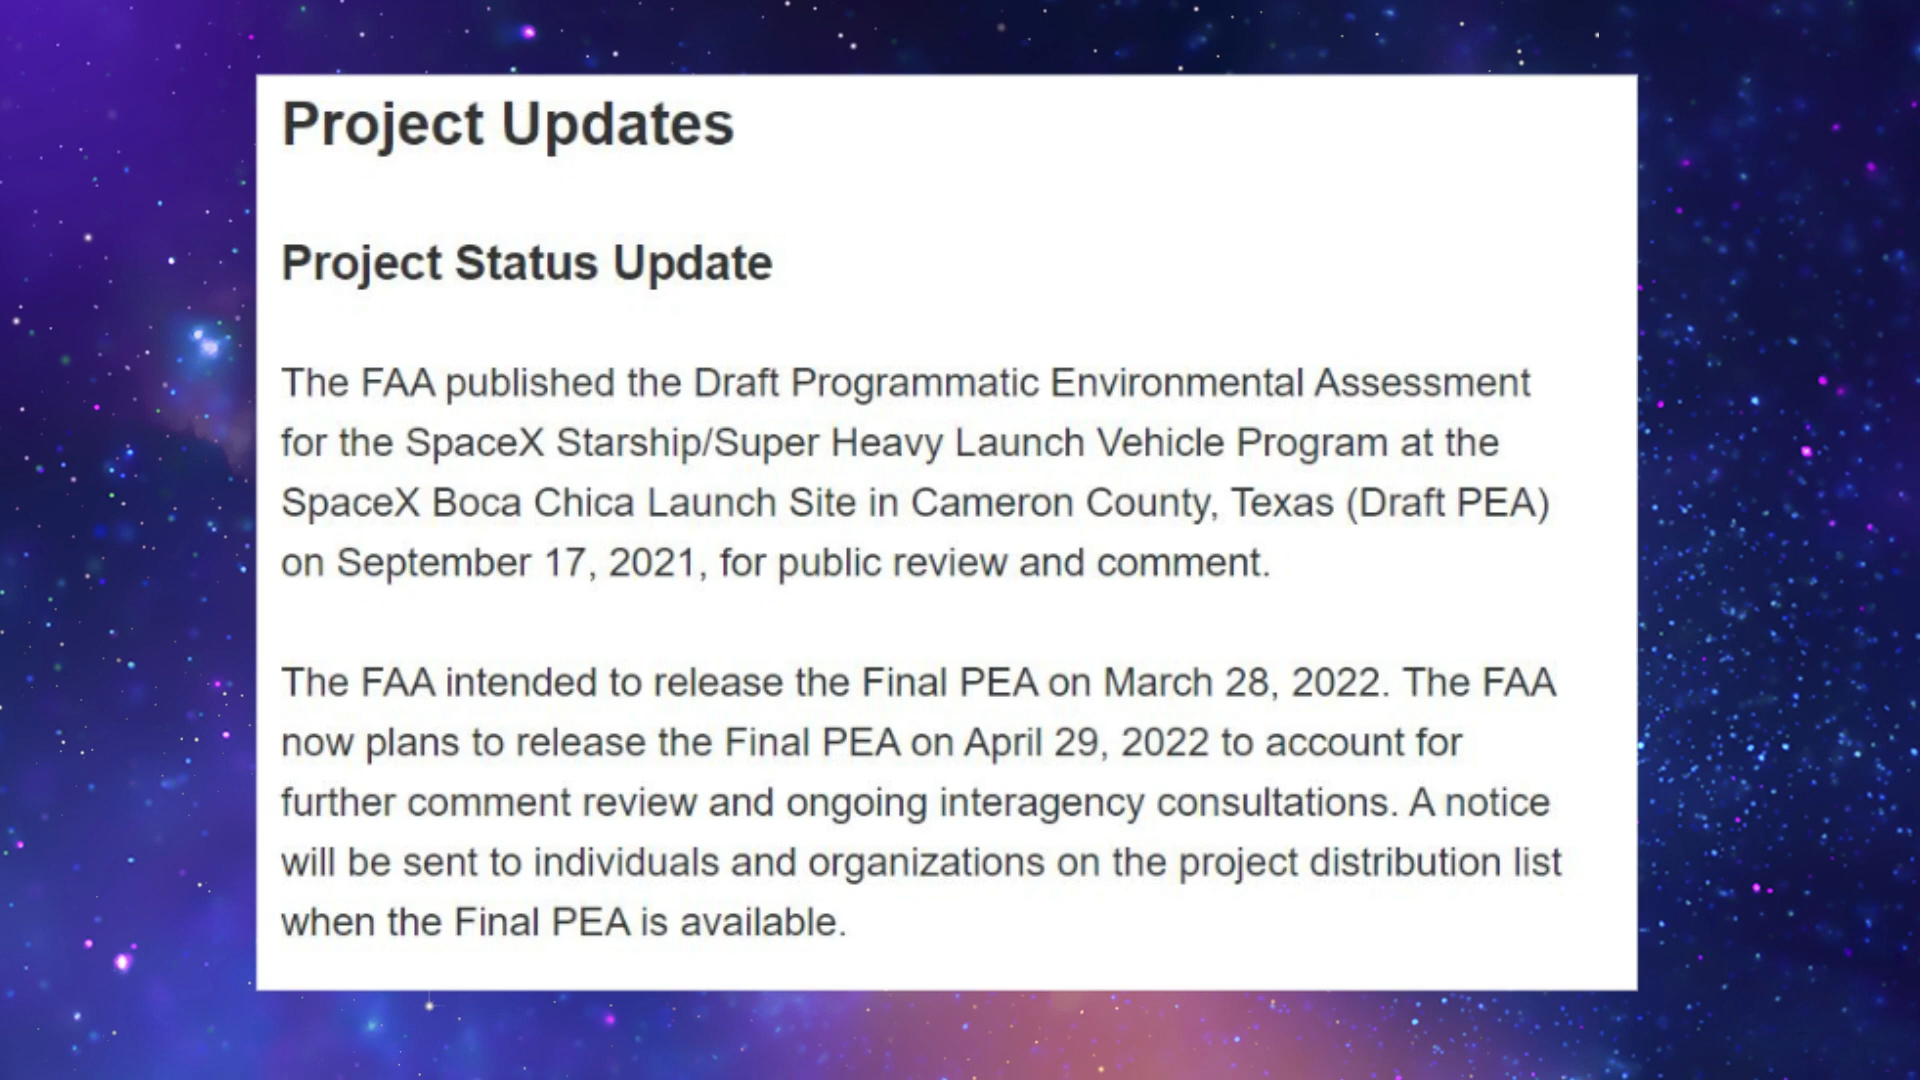 Project Updates
Project Status Update
The FAA published the Draft Programmatic Environmental Assessment
for the SpaceX Starship/Super Heavy Launch Vehicle Program at the
SpaceX Boca Chica Launch Site in Cameron County, Texas (Draft PEA)
on September 17, 2021, for public review and comment.
The FAA intended to release the Final PEA on March 28, 2022. The FAA
now plans to release the Final PEA on April 29, 2022 to account for
further comment review and ongoing interagency consultations. A notice
will be sent to individuals and organizations on the project distribution list
when the Final PEA is available.